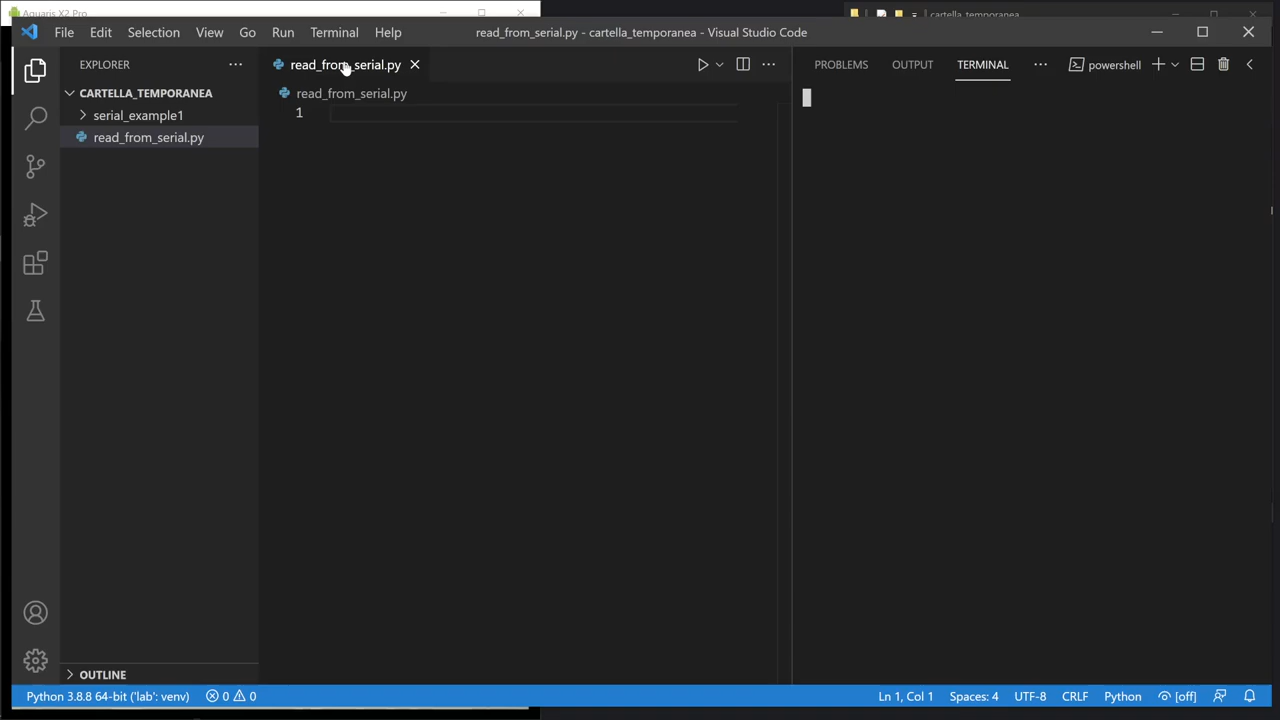 Aquaris X2 Pro
cartella_temporanea
File Edit Selection View Go Run Terminal Help
read_from_serial.py - cartella_temporanea - Visual Studio Code
EXPLORER
read_from_serial.py
PROBLEMS OUTPUT TERMINAL powershell
CARTELLA_TEMPORANEA
read_from_serial.py
serial_example1
1
read_from_serial.py
OUTLINE
Python 3.8.8 64-bit ('lab': venv) 0 0 Ln 1, Col 1 Spaces: 4 UTF-8 CRLF Python [off]